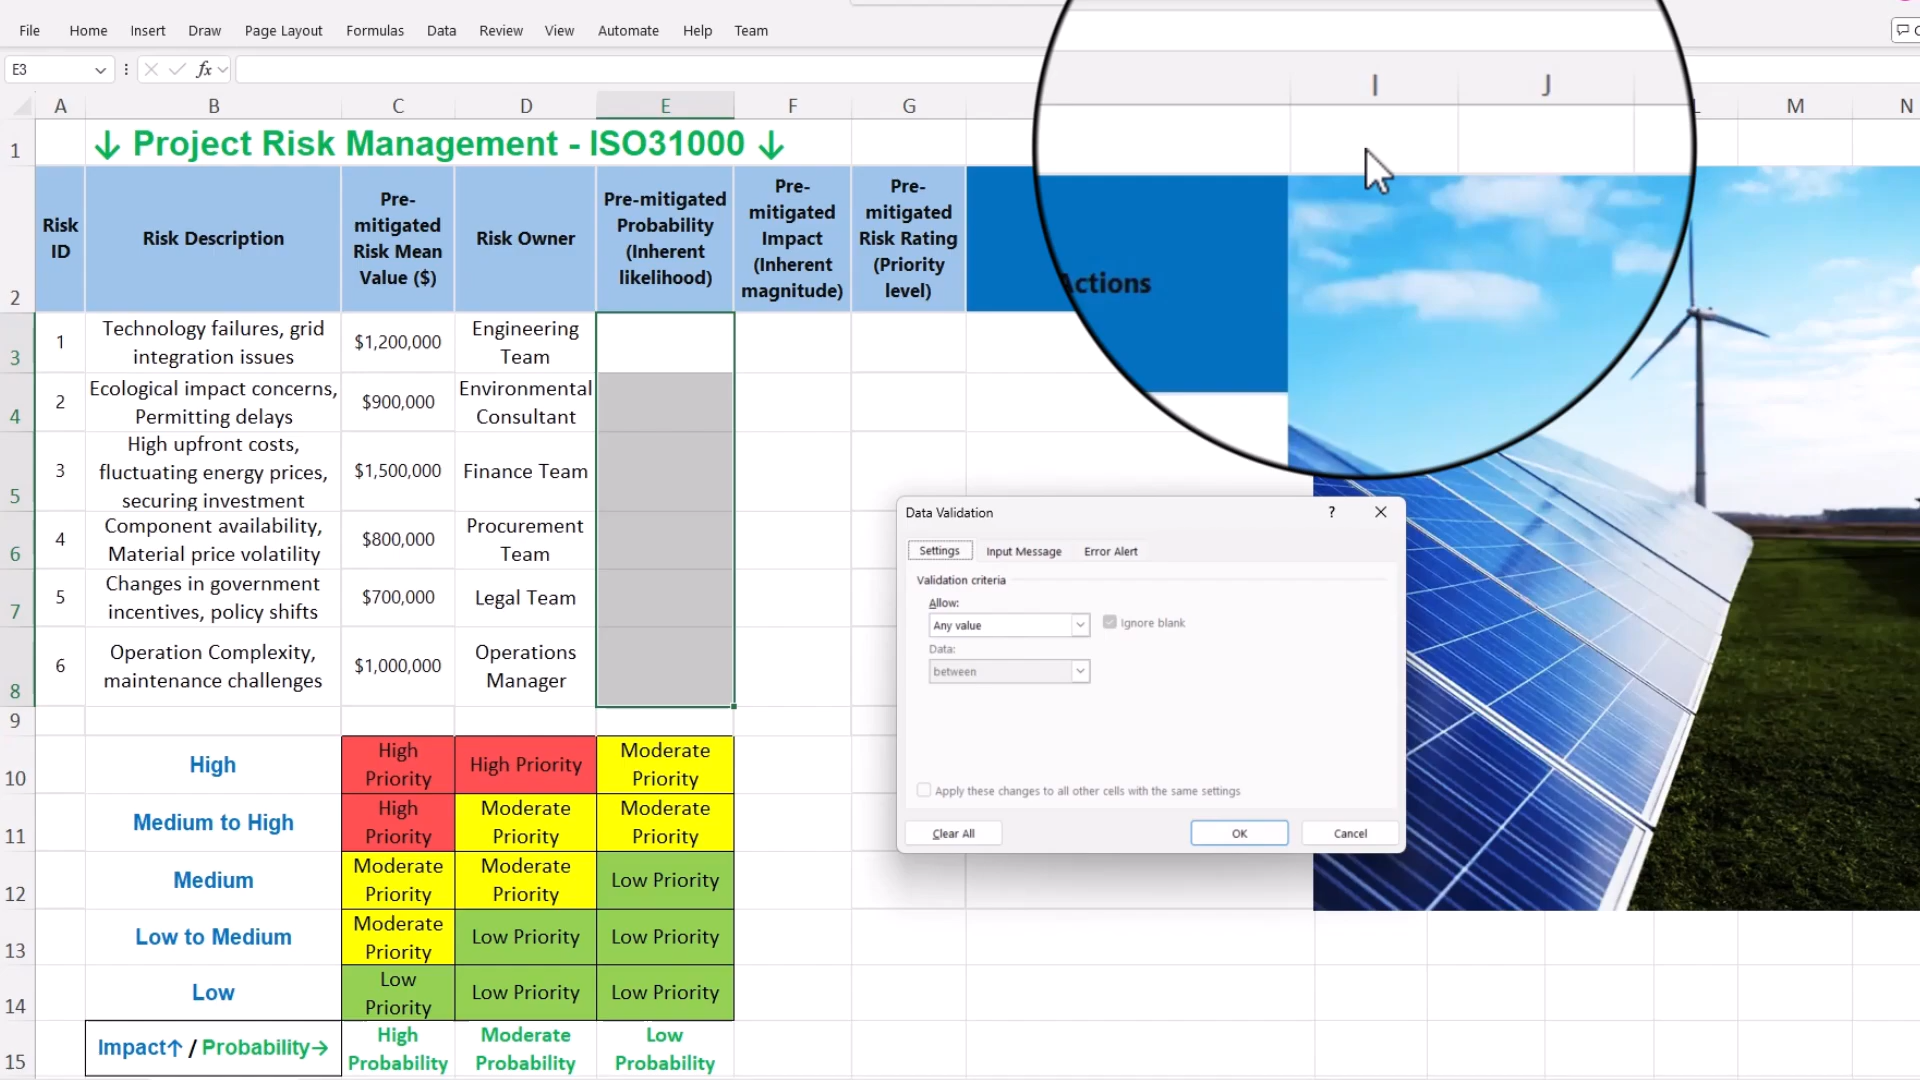 File Home Insert Draw Page Layout Formulas Data Review View Automate Help Team
E3 fx
A B C D E F G I J L M N
1 ↓ Project Risk Management - ISO31000 ↓
2
Risk
ID
Risk Description
Pre-
mitigated
Risk Mean
Value ($)
Risk Owner
Pre-mitigated
Probability
(Inherent
likelihood)
Pre-
mitigated
Impact
(Inherent
magnitude)
Pre-
mitigated
Risk Rating
(Priority
level)
Actions
3
1
Technology failures, grid
integration issues
$1,200,000
Engineering
Team
4
2
Ecological impact concerns,
Permitting delays
$900,000
Environmental
Consultant
5
3
High upfront costs,
fluctuating energy prices,
securing investment
$1,500,000
Finance Team
6
4
Component availability,
Material price volatility
$800,000
Procurement
Team
7
5
Changes in government
incentives, policy shifts
$700,000
Legal Team
8
6
Operation Complexity,
maintenance challenges
$1,000,000
Operations
Manager
9
10
High
High
Priority
High Priority
Moderate
Priority
11
Medium to High
High
Priority
Moderate
Priority
Moderate
Priority
12
Medium
Moderate
Priority
Moderate
Priority
Low Priority
13
Low to Medium
Moderate
Priority
Low Priority
Low Priority
14
Low
Low
Priority
Low Priority
Low Priority
15
Impact↑ / Probability→
High
Probability
Moderate
Probability
Low
Probability
Data Validation ?
Settings Input Message Error Alert
Validation criteria
Allow:
Any value Ignore blank
Data:
between
Apply these changes to all other cells with the same settings
Clear All OK Cancel